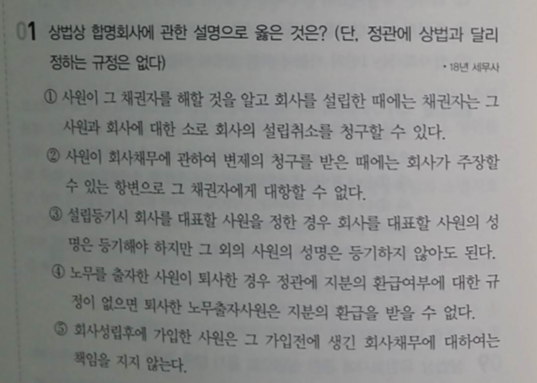 01 상법상 합명회사에 관한 설명으로 옳은 것은? (단, 정관에 상법과 달리
정하는 규정은 없다)
• 18년 세무사
① 사원이 그 채권자를 해할 것을 알고 회사를 설립한 때에는 채권자는 그
사원과 회사에 대한 소로 회사의 설립취소를 청구할 수 있다.
② 사원이 회사채무에 관하여 변제의 청구를 받은 때에는 회사가 주장할
수 있는 항변으로 그 채권자에게 대항할 수 없다.
③ 설립등기시 회사를 대표할 사원을 정한 경우 회사를 대표할 사원의 성
명은 등기해야 하지만 그 외의 사원의 성명은 등기하지 않아도 된다.
④ 노무를 출자한 사원이 퇴사한 경우 정관에 지분의 환급여부에 대한 규
정이 없으면 퇴사한 노무출자사원은 지분의 환급을 받을 수 없다.
⑤ 회사성립후에 가입한 사원은 그 가입전에 생긴 회사채무에 대하여는
책임을 지지 않는다.